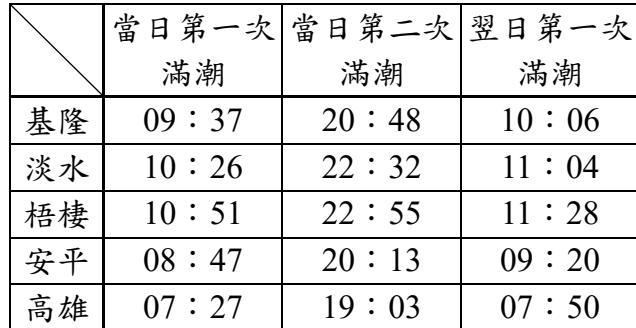 當日第一次滿潮 當日第二次滿潮 翌日第一次滿潮
基隆 09：37 20：48 10：06
淡水 10：26 22：32 11：04
梧棲 10：51 22：55 11：28
安平 08：47 20：13 09：20
高雄 07：27 19：03 07：50